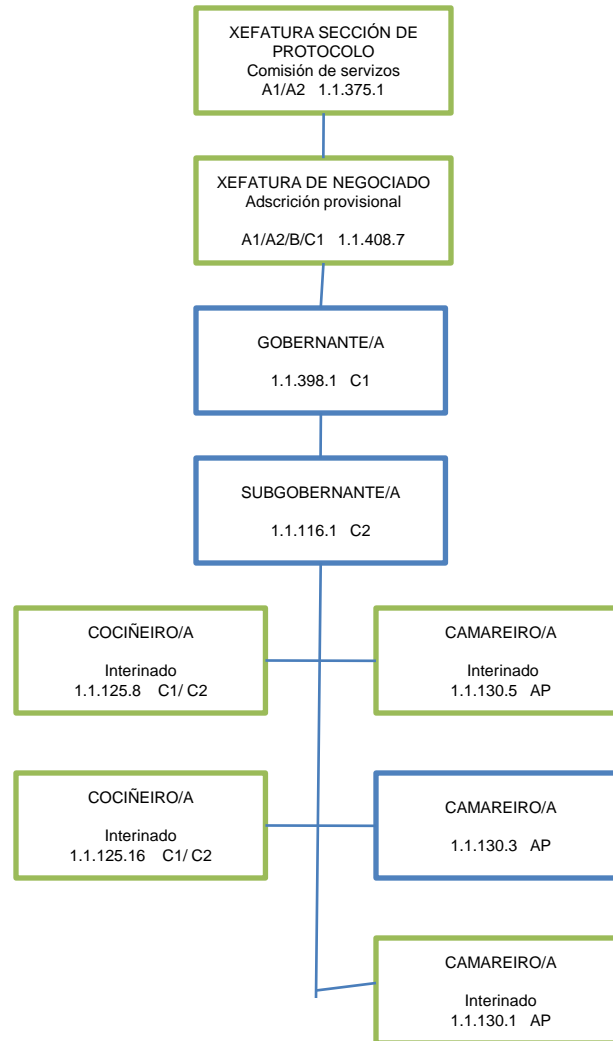 XEFATURA SECCIÓN DE
PROTOCOLO
Comisión de servizos
A1/A2 1.1.375.1
XEFATURA DE NEGOCIADO
Adscrición provisional
A1/A2/B/C1 1.1.408.7
GOBERNANTE/A
1.1.398.1 C1
SUBGOBERNANTE/A
1.1.116.1 C2
COCIÑEIRO/A
Interinado
1.1.125.8 C1/ C2
CAMAREIRO/A
Interinado
1.1.130.5 AP
COCIÑEIRO/A
Interinado
1.1.125.16 C1/ C2
CAMAREIRO/A
1.1.130.3 AP
CAMAREIRO/A
Interinado
1.1.130.1 AP